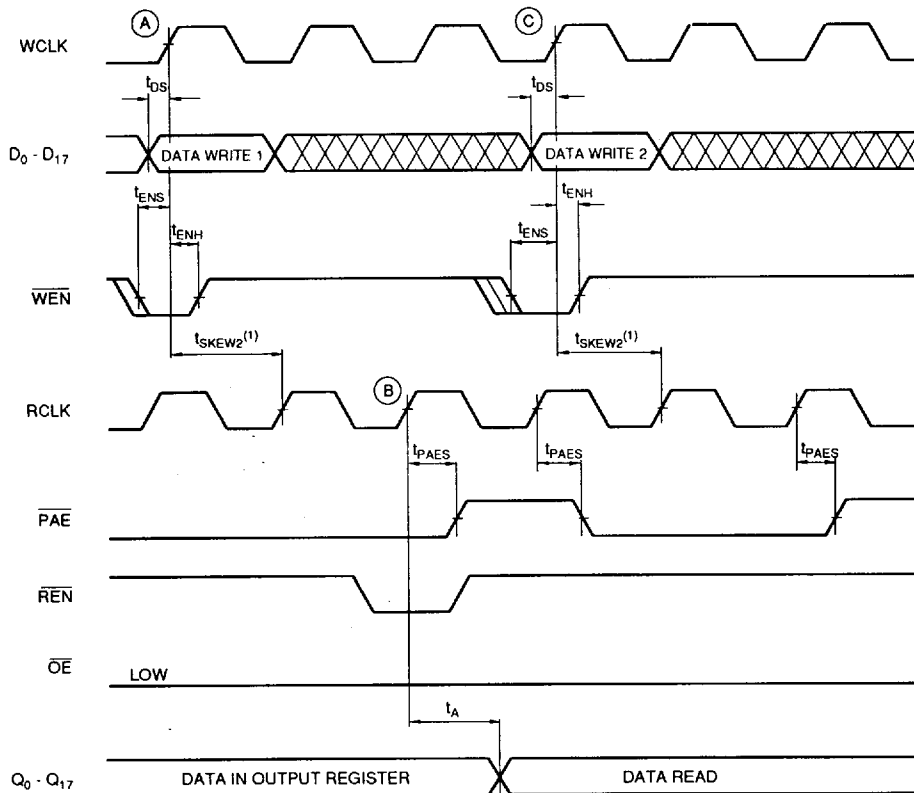 A
C
WCLK
tDS
tDS
D0 - D17
DATA WRITE 1
DATA WRITE 2
tENS
tENH
tENH
tENS
WEN
tSKEW2(1)
tSKEW2(1)
B
RCLK
tPAES
tPAES
tPAES
PAE
REN
OE
LOW
tA
Q0 - Q17
DATA IN OUTPUT REGISTER
DATA READ